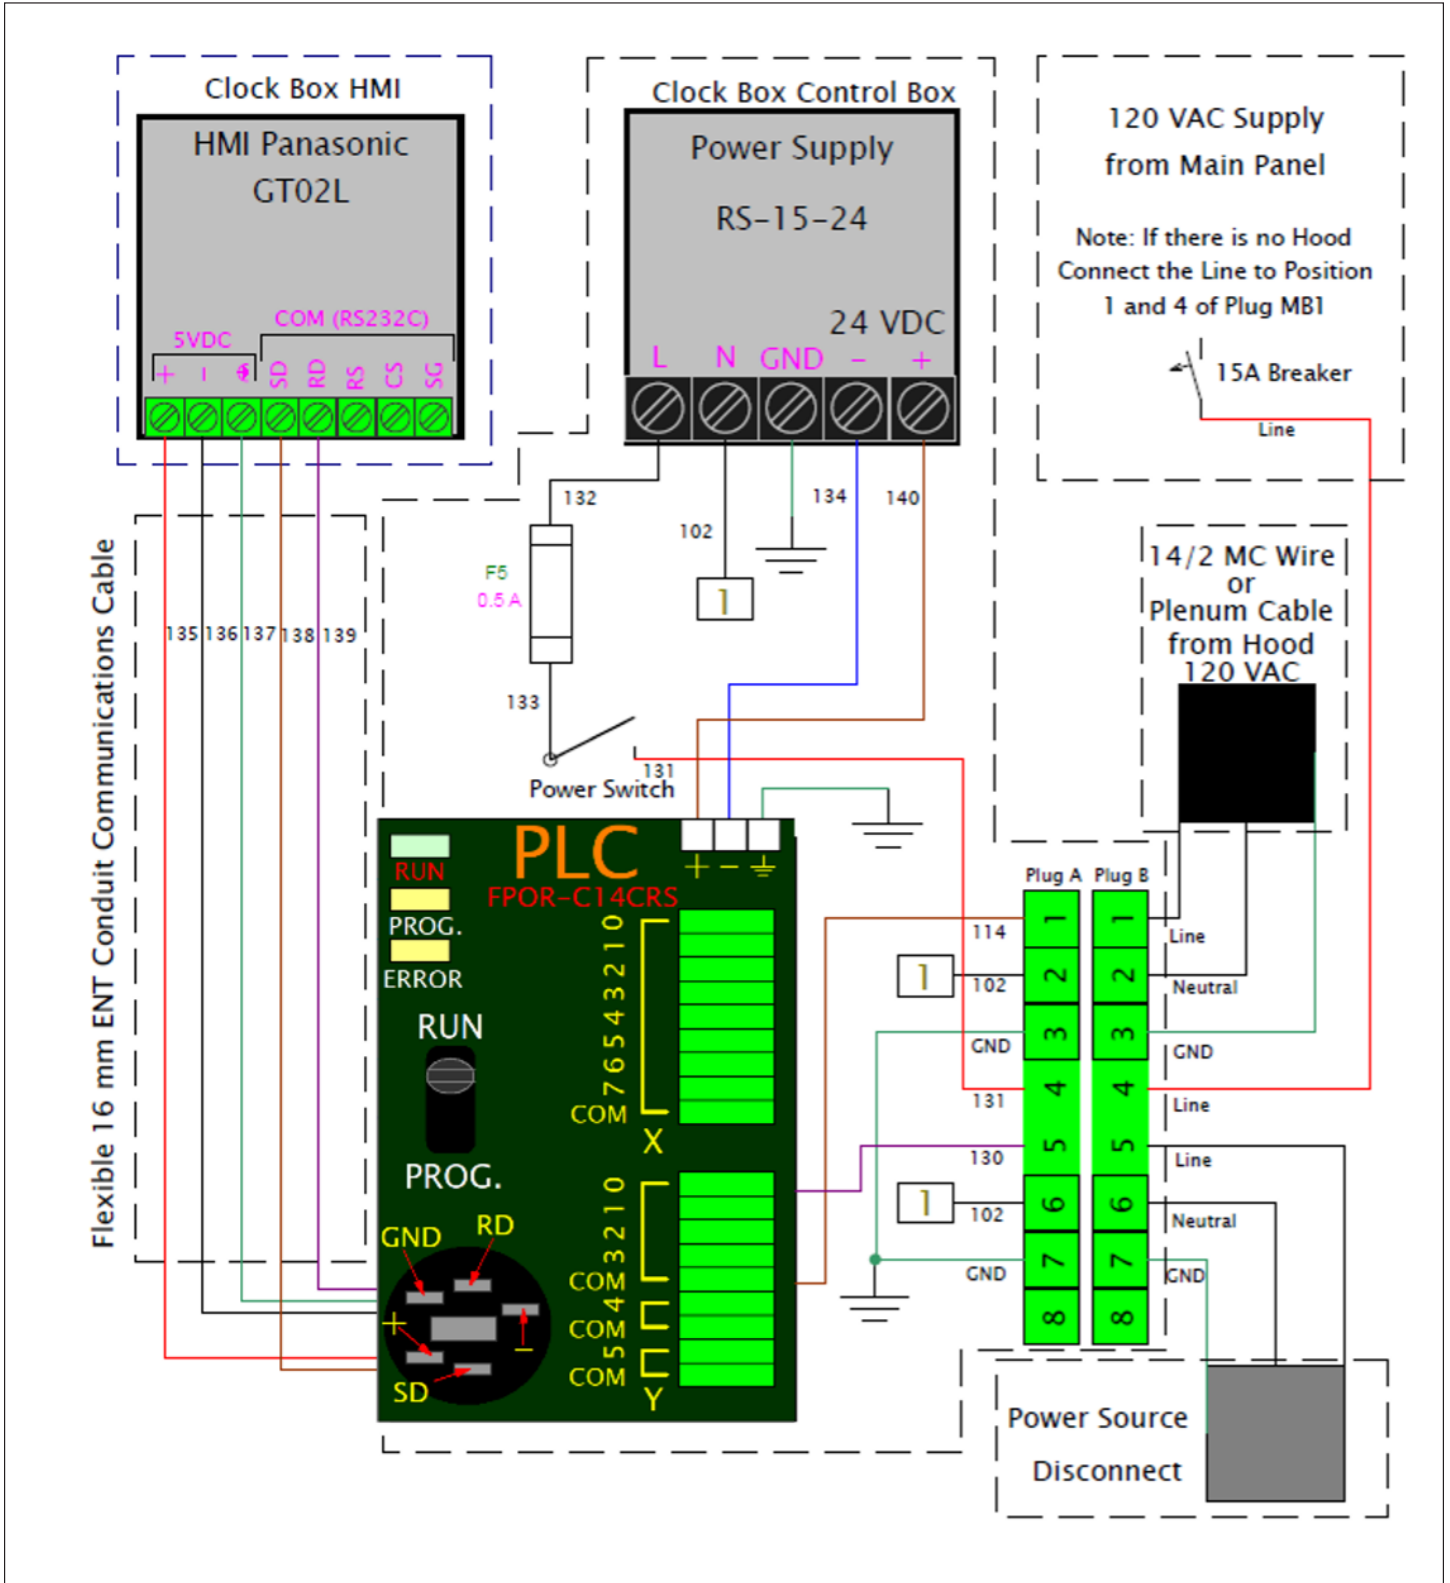 Clock Box HMI
HMI Panasonic
GT02L
COM (RS232C)
5VDC
+
−
SD
RD
RS
CS
SG
Clock Box Control Box
Power Supply
RS-15-24
24 VDC
L N GND − +
120 VAC Supply
from Main Panel
Note: If there is no Hood
Connect the Line to Position
1 and 4 of Plug MB1
15A Breaker
Line
132
102
134
140
F5
0.5 A
1
133
131
Power Switch
Flexible 16 mm ENT Conduit Communications Cable
135 136 137 138 139
14/2 MC Wire
or
Plenum Cable
from Hood
120 VAC
PLC
FPOR-C14CRS
+ −
RUN
PROG.
ERROR
RUN
PROG.
0
1
2
3
4
5
6
7
COM
X
0
1
2
3
COM
4
COM
5
COM
Y
GND
RD
+
−
SD
Plug A Plug B
1 1
2 2
3 3
4 4
5 5
6 6
7 7
8 8
114
1
102
GND
131
130
1
102
GND
Line
Neutral
GND
Line
Line
Neutral
GND
Power Source
Disconnect